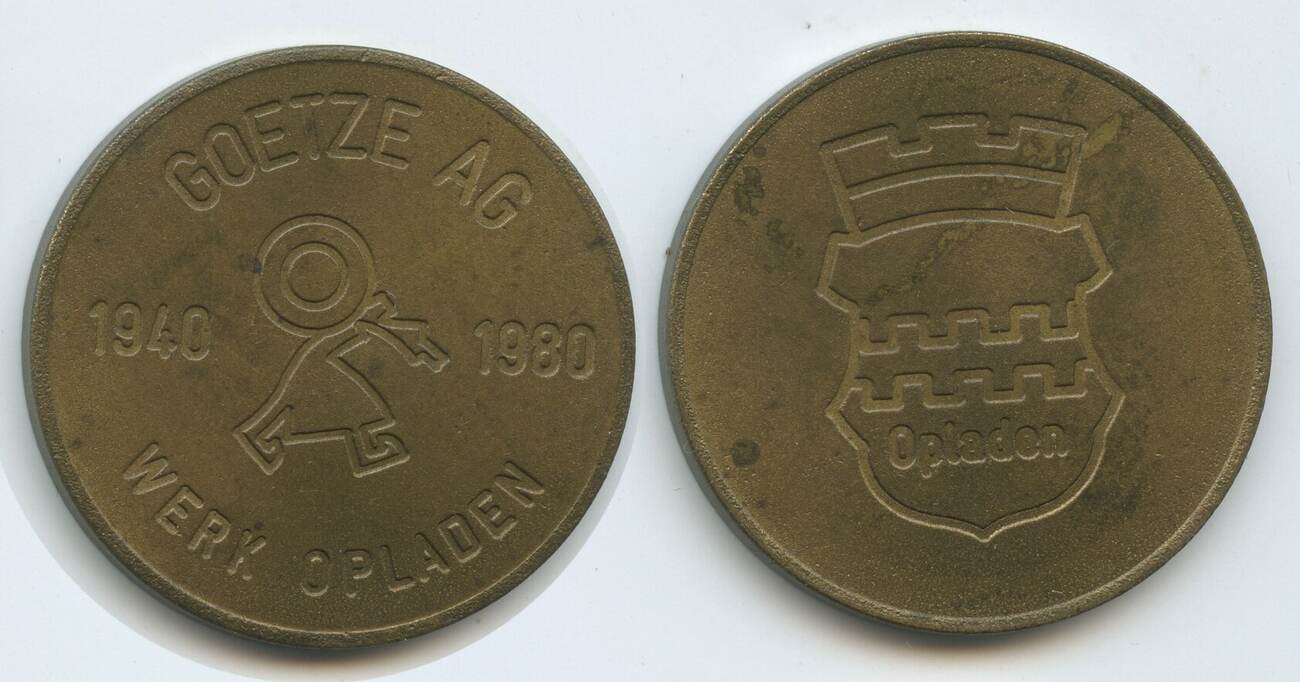 GOETZE AG
1940 1980
WERK OPLADEN
Opladen